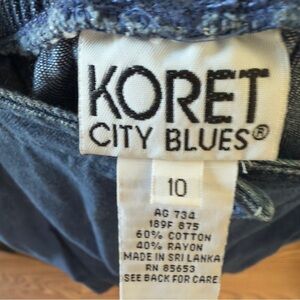 KORET
CITY BLUES®
10
AG 734
189F 875
60% COTTON
40% RAYON
MADE IN SRI LANKA
RN 85653
SEE BACK FOR CARE